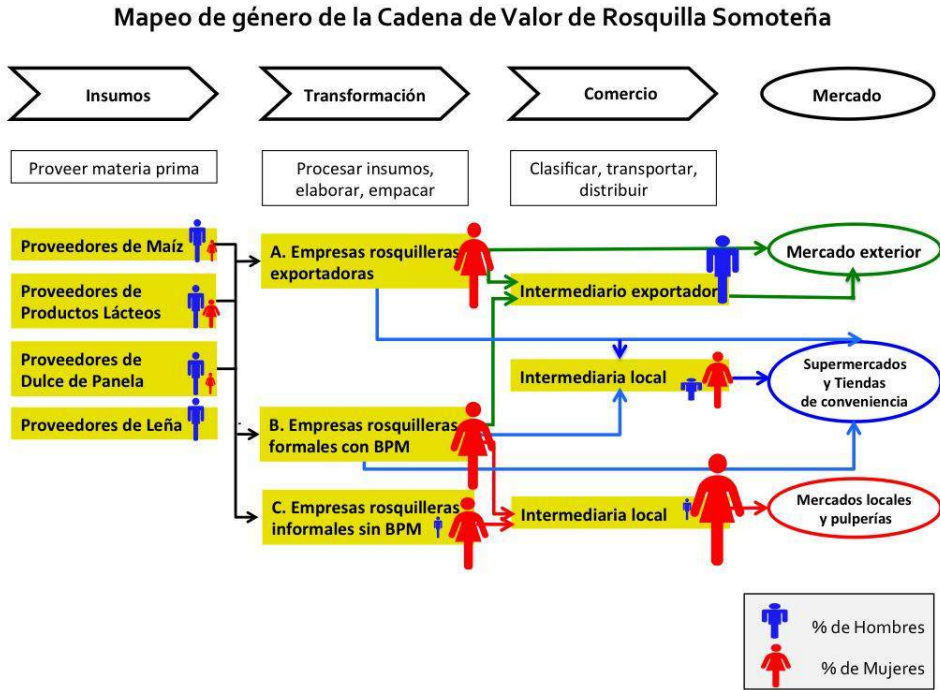 Mapeo de género de la Cadena de Valor de Rosquilla Somoteña
Insumos
Transformación
Comercio
Mercado
Proveer materia prima
Procesar insumos,
elaborar, empacar
Clasificar, transportar,
distribuir
Proveedores de Maíz
Proveedores de
Productos Lácteos
Proveedores de
Dulce de Panela
Proveedores de Leña
A. Empresas rosquilleras
exportadoras
B. Empresas rosquilleras
formales con BPM
C. Empresas rosquilleras
informales sin BPM
Intermediario exportador
Intermediaria local
Intermediaria local
Mercado exterior
Supermercados
y Tiendas
de conveniencia
Mercados locales
y pulperías
% de Hombres
% de Mujeres